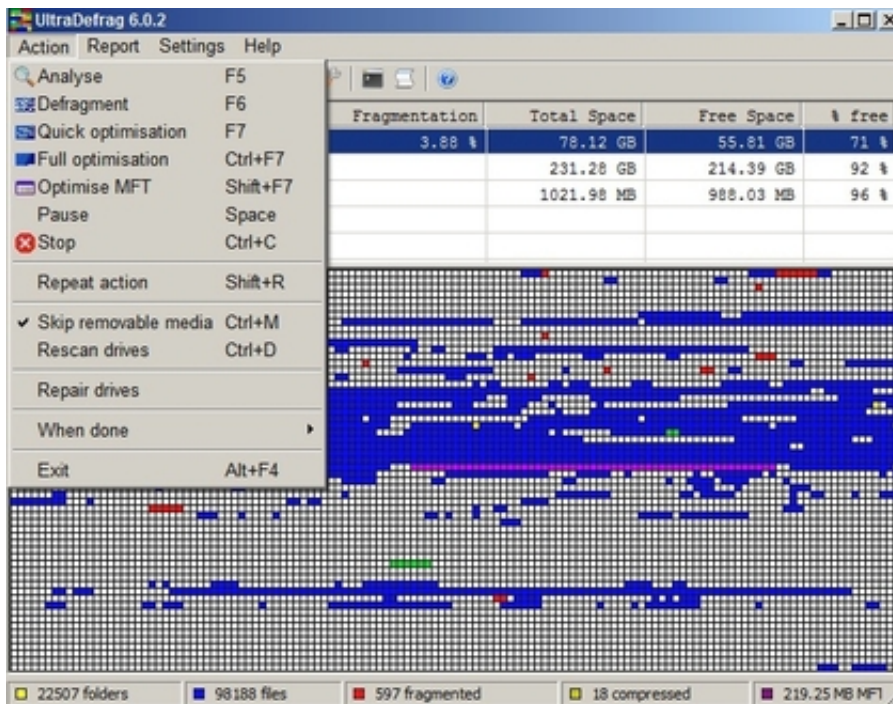 UltraDefrag 6.0.2
Action Report Settings Help
Analyse F5
Defragment F6
Quick optimisation F7
Full optimisation Ctrl+F7
Optimise MFT Shift+F7
Pause Space
Stop Ctrl+C
Repeat action Shift+R
Skip removable media Ctrl+M
Rescan drives Ctrl+D
Repair drives
When done
Exit Alt+F4
Fragmentation Total Space Free Space % free
3.88 % 78.12 GB 55.81 GB 71 %
231.28 GB 214.39 GB 92 %
1021.98 MB 988.03 MB 96 %
22507 folders 98188 files 597 fragmented 18 compressed 219.25 MB MFT